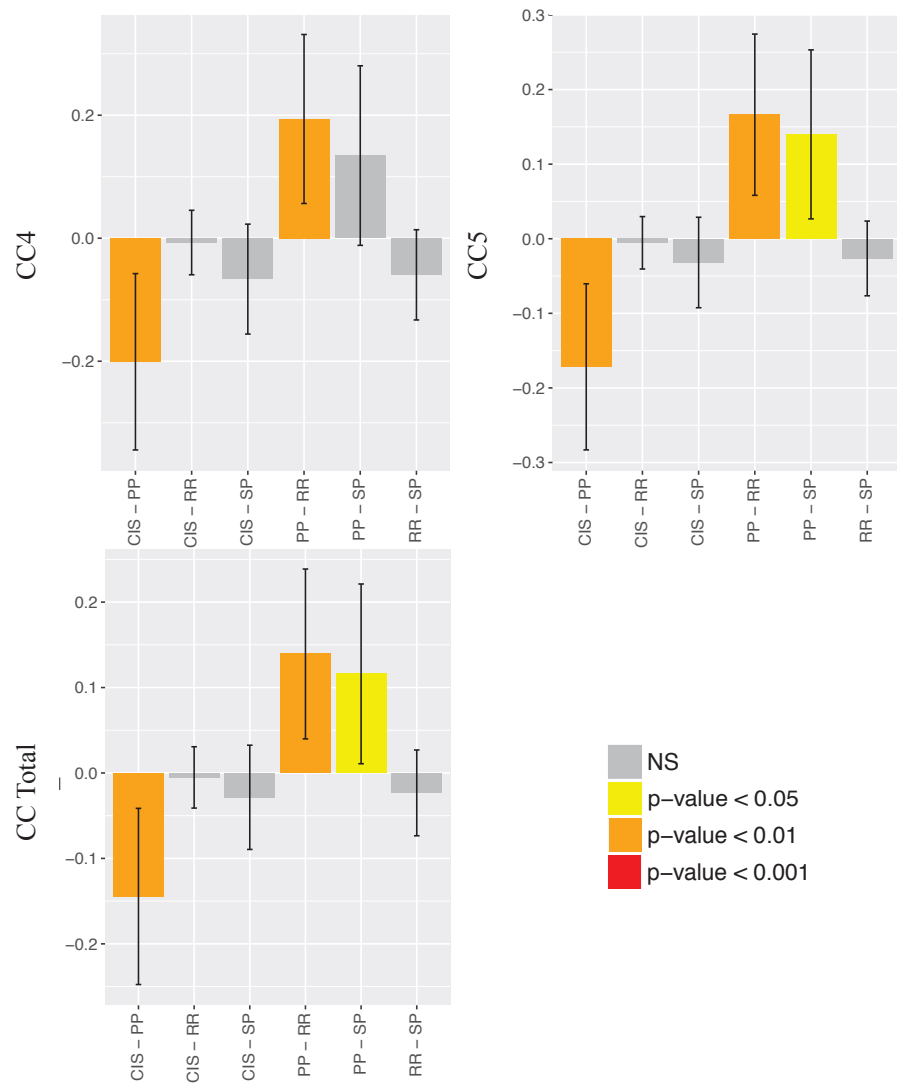 CC4
0.2
0.0
−0.2
CIS − PP
CIS − RR
CIS − SP
PP − RR
PP − SP
RR − SP
CC5
0.3
0.2
0.1
0.0
−0.1
−0.2
−0.3
CIS − PP
CIS − RR
CIS − SP
PP − RR
PP − SP
RR − SP
CC Total
_
0.2
0.1
0.0
−0.1
−0.2
CIS − PP
CIS − RR
CIS − SP
PP − RR
PP − SP
RR − SP
NS
p−value < 0.05
p−value < 0.01
p−value < 0.001